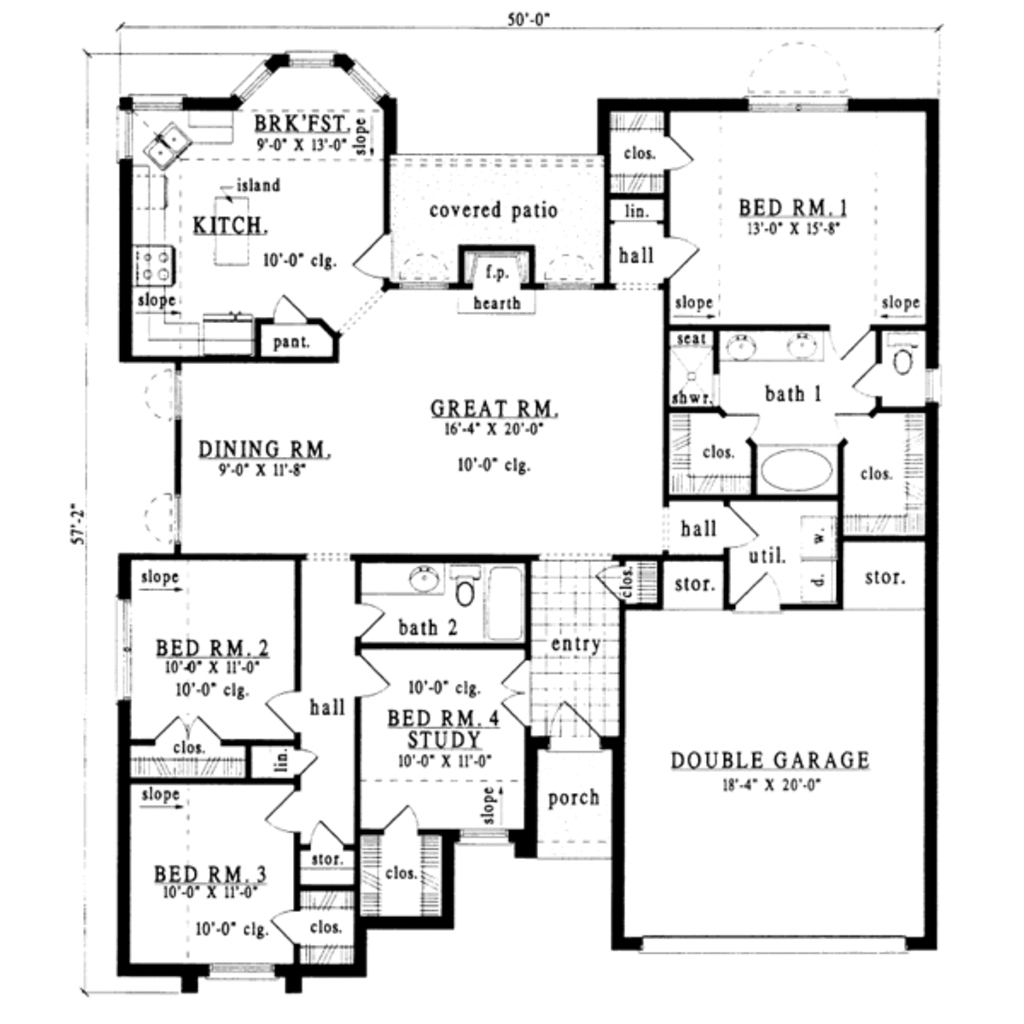 50'-0"
57'-2"
BRK'FST.
9'-0" X 13'-0"
slope
island
KITCH.
10'-0" clg.
slope
pant.
covered patio
f.p.
hearth
clos.
lin.
hall
BED RM. 1
13'-0" X 15'-8"
slope
slope
seat
shwr.
bath 1
clos.
clos.
GREAT RM.
16'-4" X 20'-0"
10'-0" clg.
DINING RM.
9'-0" X 11'-8"
hall
util.
w.
d.
stor.
stor.
clos.
entry
slope
BED RM. 2
10'-0" X 11'-0"
10'-0" clg.
clos.
lin.
hall
bath 2
10'-0" clg.
BED RM. 4
STUDY
10'-0" X 11'-0"
slope
porch
DOUBLE GARAGE
18'-4" X 20'-0"
slope
BED RM. 3
10'-0" X 11'-0"
10'-0" clg.
stor.
clos.
clos.